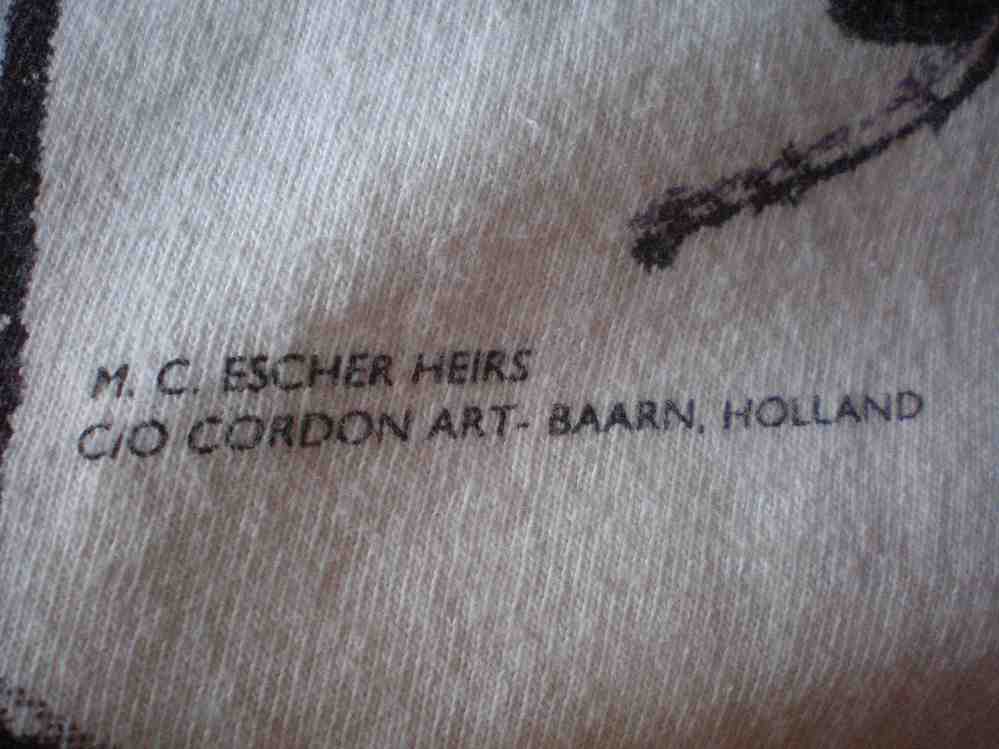 M. C. ESCHER HEIRS
C/O CORDON ART- BAARN, HOLLAND